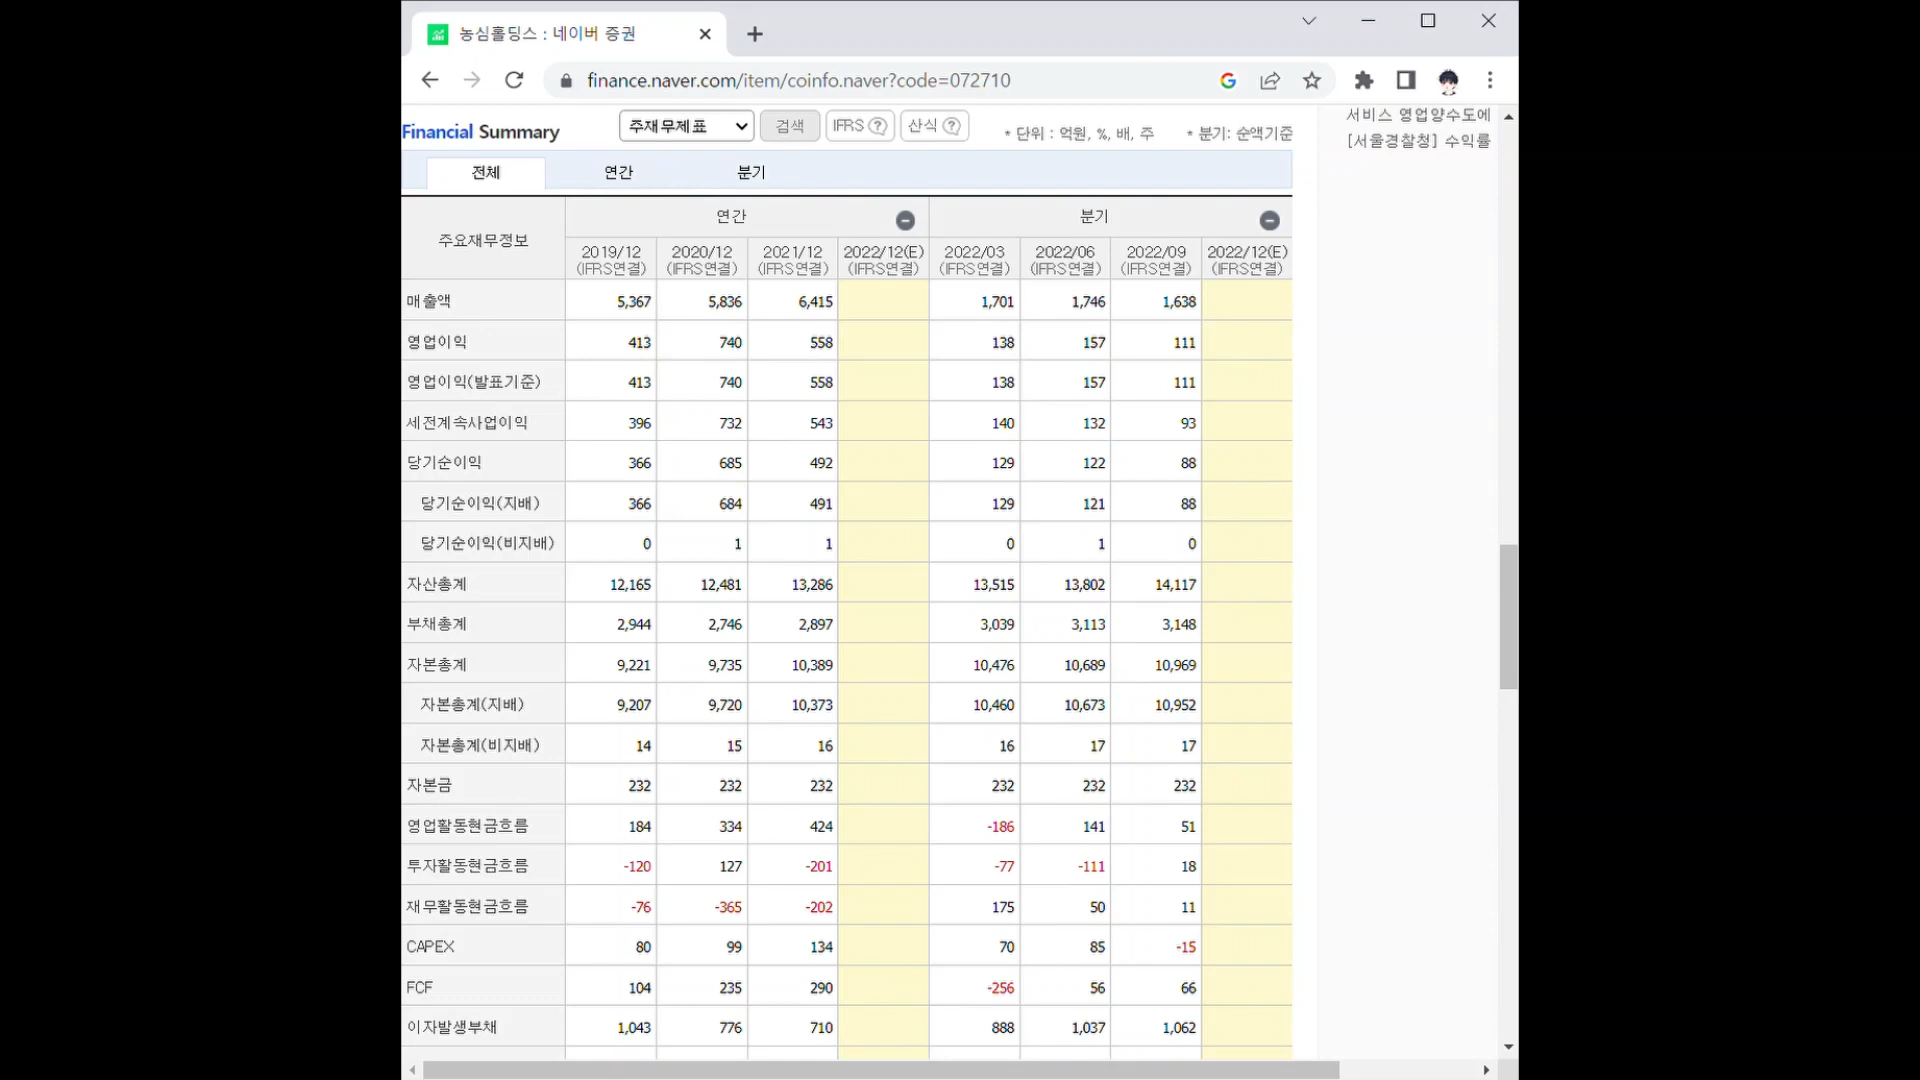 농심홀딩스 : 네이버 증권
finance.naver.com/item/coinfo.naver?code=072710
서비스 영업양수도에
[서울경찰청] 수익률
Financial Summary 주재무제표 검색 IFRS ? 산식 ? * 단위 : 억원, %, 배, 주 * 분기: 순액기준
전체 연간 분기
주요재무정보 연간 분기
2019/12 2020/12 2021/12 2022/12(E) 2022/03 2022/06 2022/09 2022/12(E)
(IFRS연결) (IFRS연결) (IFRS연결) (IFRS연결) (IFRS연결) (IFRS연결) (IFRS연결) (IFRS연결)
매출액 5,367 5,836 6,415 1,701 1,746 1,638
영업이익 413 740 558 138 157 111
영업이익(발표기준) 413 740 558 138 157 111
세전계속사업이익 396 732 543 140 132 93
당기순이익 366 685 492 129 122 88
당기순이익(지배) 366 684 491 129 121 88
당기순이익(비지배) 0 1 1 0 1 0
자산총계 12,165 12,481 13,286 13,515 13,802 14,117
부채총계 2,944 2,746 2,897 3,039 3,113 3,148
자본총계 9,221 9,735 10,389 10,476 10,689 10,969
자본총계(지배) 9,207 9,720 10,373 10,460 10,673 10,952
자본총계(비지배) 14 15 16 16 17 17
자본금 232 232 232 232 232 232
영업활동현금흐름 184 334 424 -186 141 51
투자활동현금흐름 -120 127 -201 -77 -111 18
재무활동현금흐름 -76 -365 -202 175 50 11
CAPEX 80 99 134 70 85 -15
FCF 104 235 290 -256 56 66
이자발생부채 1,043 776 710 888 1,037 1,062